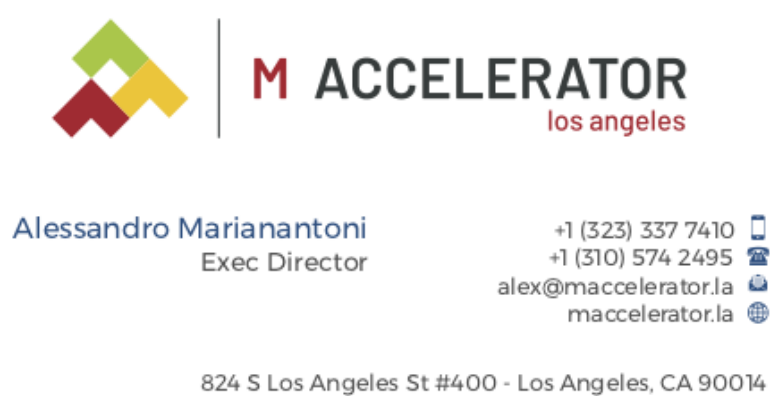 M ACCELERATOR
los angeles
Alessandro Marianantoni
Exec Director
+1 (323) 337 7410
+1 (310) 574 2495
alex@maccelerator.la
maccelerator.la
824 S Los Angeles St #400 - Los Angeles, CA 90014